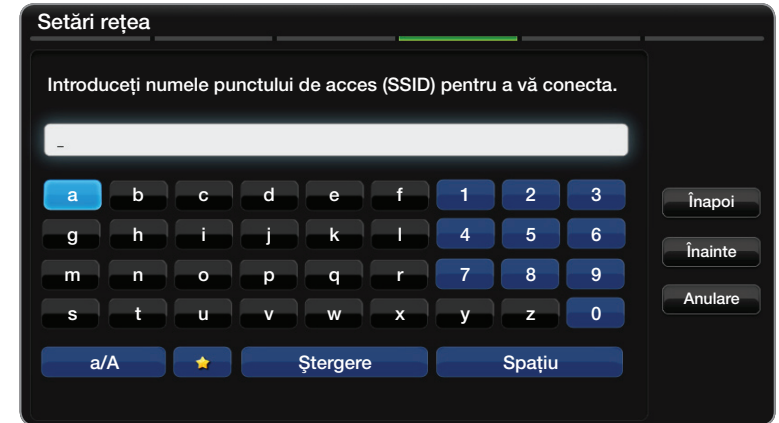 Setări rețea
Introduceți numele punctului de acces (SSID) pentru a vă conecta.
_
a b c d e f 1 2 3
g h i j k l 4 5 6
m n o p q r 7 8 9
s t u v w x y z 0
a/A Ştergere Spațiu
Înapoi
Înainte
Anulare